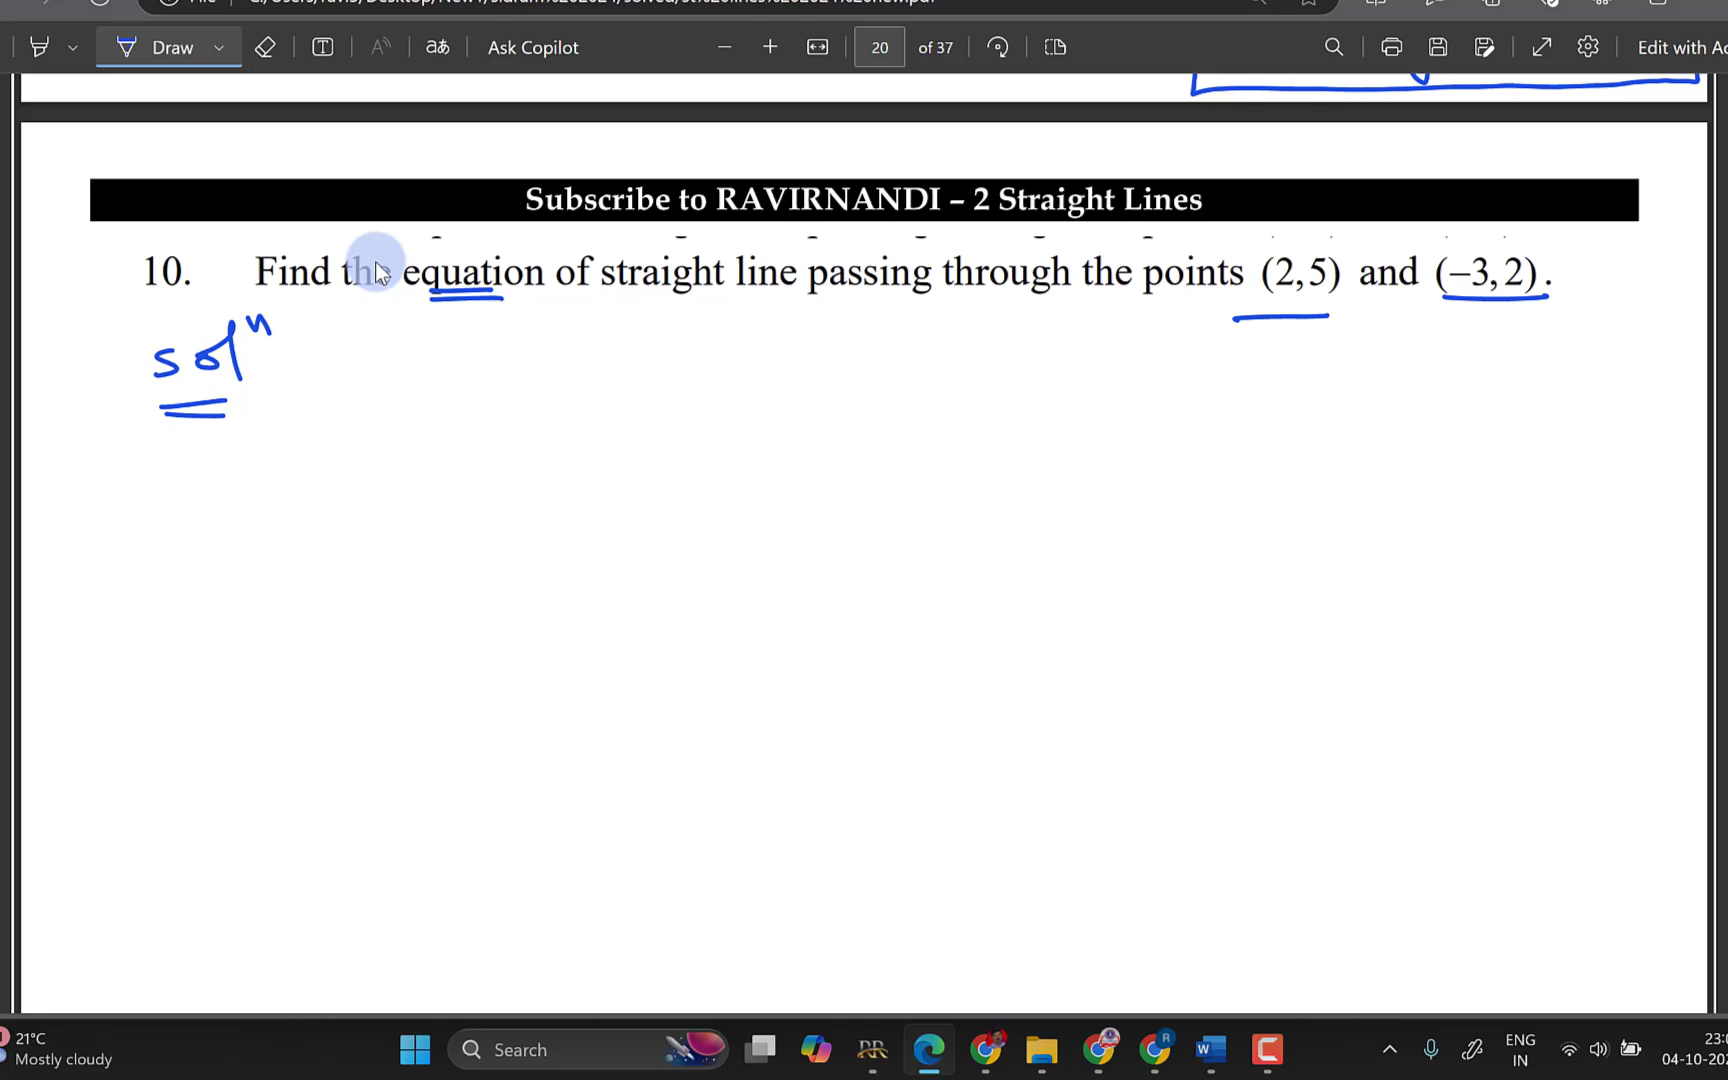 Draw
Ask Copilot
20 of 37
Edit with Ad
Subscribe to RAVIRNANDI – 2 Straight Lines
10. Find the equation of straight line passing through the points (2,5) and (−3,2).
solⁿ
21°C
Mostly cloudy
Search
ENG
IN
04-10-20